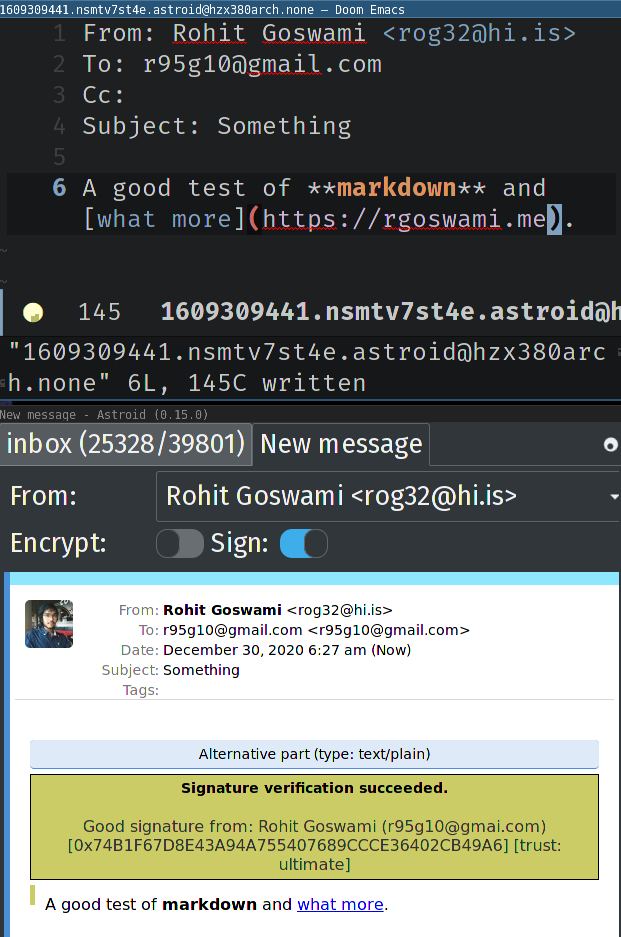 1609309441.nsmtv7st4e.astroid@hzx380arch.none – Doom Emacs
1 From: Rohit Goswami <rog32@hi.is>
2 To: r95g10@gmail.com
3 Cc:
4 Subject: Something
5
6 A good test of **markdown** and
[what more](https://rgoswami.me).
~
~
145 1609309441.nsmtv7st4e.astroid@h
"1609309441.nsmtv7st4e.astroid@hzx380arc
h.none" 6L, 145C written
New message - Astroid (0.15.0)
inbox (25328/39801) New message
From: Rohit Goswami <rog32@hi.is>
Encrypt: Sign:
From: Rohit Goswami <rog32@hi.is>
To: r95g10@gmail.com <r95g10@gmail.com>
Date: December 30, 2020 6:27 am (Now)
Subject: Something
Tags:
Alternative part (type: text/plain)
Signature verification succeeded.
Good signature from: Rohit Goswami (r95g10@gmai.com)
[0x74B1F67D8E43A94A755407689CCCE36402CB49A6] [trust:
ultimate]
A good test of markdown and what more.